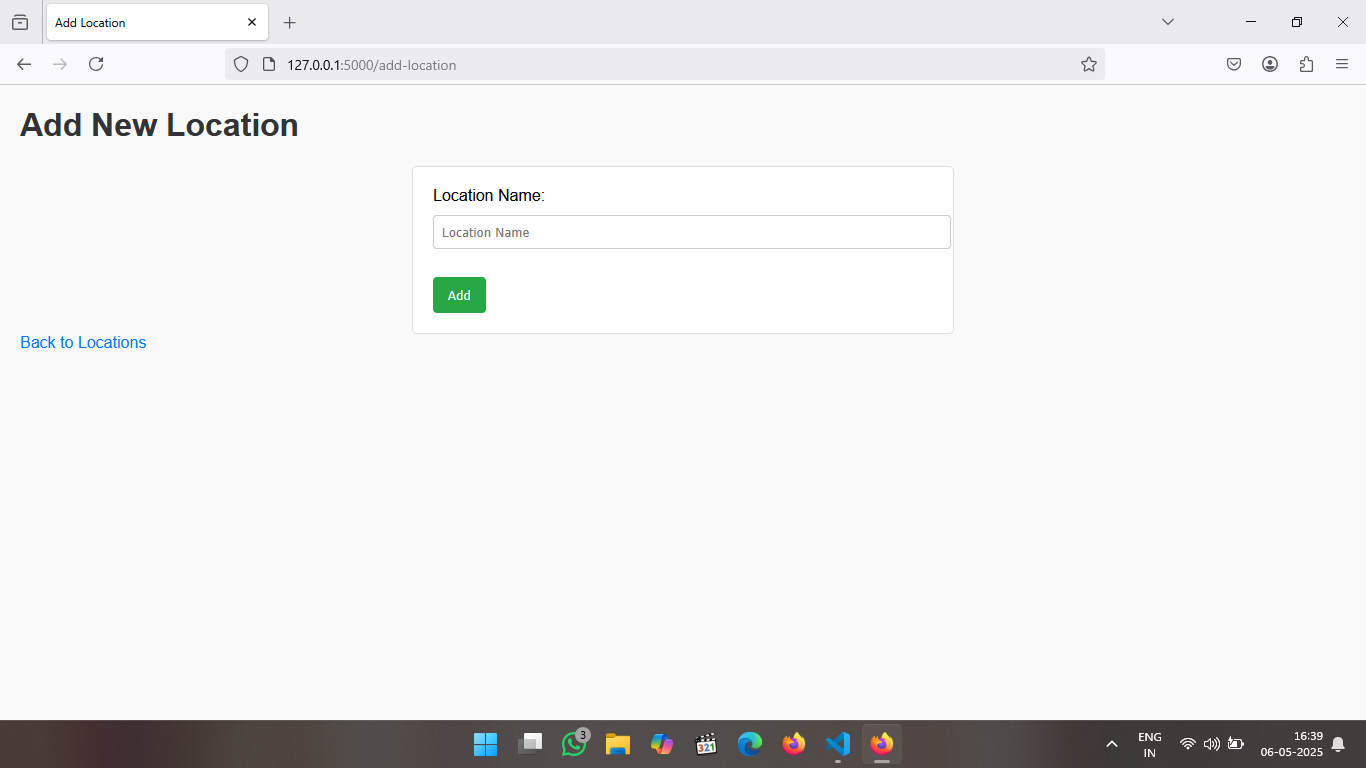 Add Location
127.0.0.1:5000/add-location
Add New Location
Location Name:
Location Name
Add
Back to Locations
3
321
ENG
IN
16:39
06-05-2025